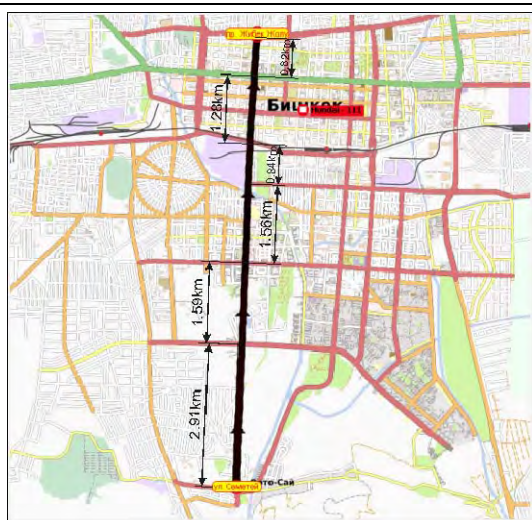 пр. Жибек Жолу
0.82km
1.28km
Бишкек
0.84km
1.56km
1.59km
2.91km
ул. Семетей